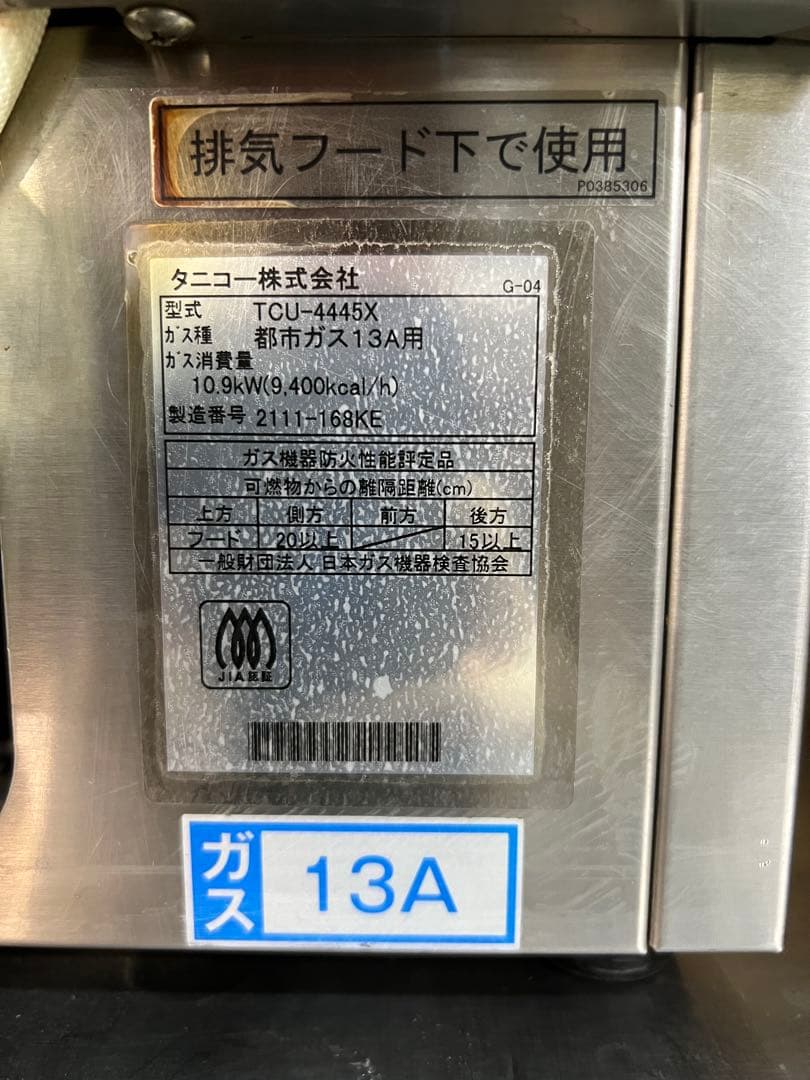 排気フード下で使用
P0385306
タニコー株式会社 G-04
型式 TCU-4445X
ガス種 都市ガス13A用
ガス消費量
10.9kW(9,400kcal/h)
製造番号 2111-168KE
ガス機器防火性能評定品
可燃物からの離隔距離(cm)
上方 側方 前方 後方
フード 20以上 15以上
一般財団法人 日本ガス機器検査協会
JIA認証
ガス 13A